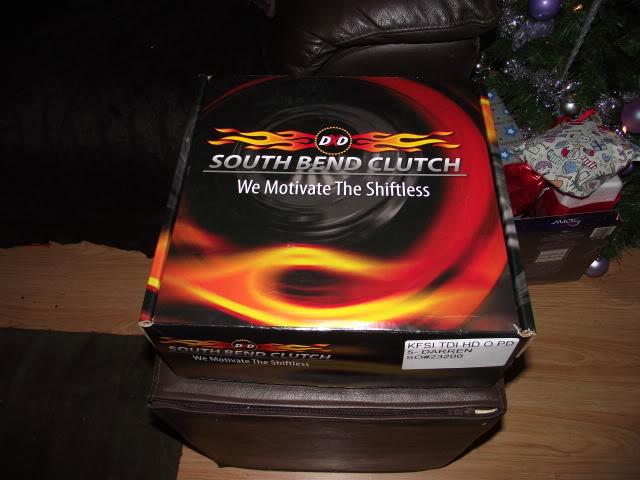 DXD
SOUTH BEND CLUTCH
We Motivate The Shiftless
SOUTH BEND CLUTCH
We Motivate The Shiftless
KFSI TDI HD O PD
5- DARREN
SO#23200